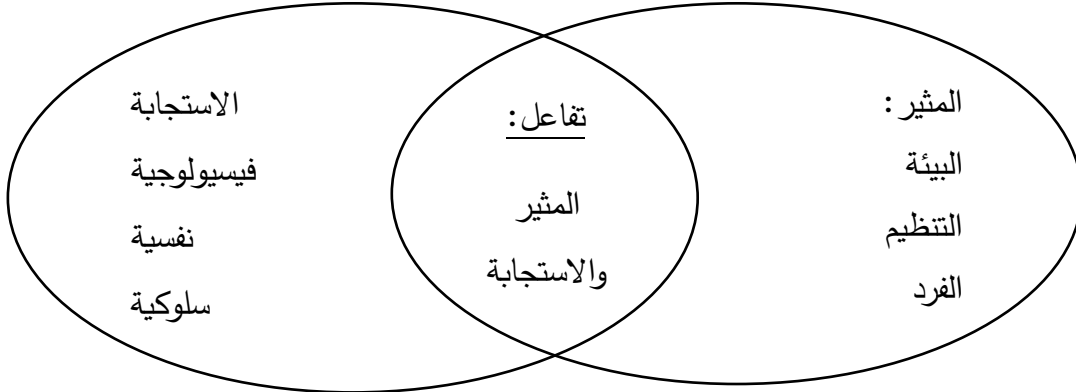 المثير:
البيئة
التنظيم
الفرد
تفاعل:
المثير
والاستجابة
الاستجابة
فيسيولوجية
نفسية
سلوكية